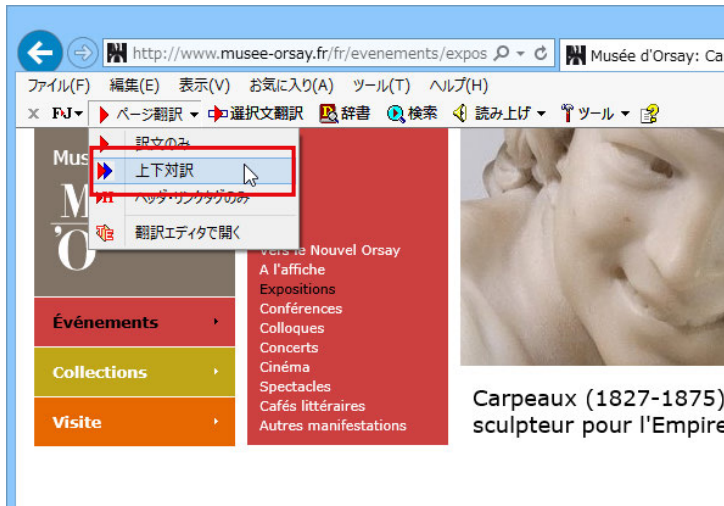 http://www.musee-orsay.fr/fr/evenements/expos
Musée d'Orsay: Ca
ファイル(F) 編集(E) 表示(V) お気に入り(A) ツール(T) ヘルプ(H)
x F▸J▾ ページ翻訳 ▾ 選択文翻訳 辞書 検索 読み上げ ▾ ツール ▾
訳文のみ
上下対訳
ヘッダ・リンクタグのみ
翻訳エディタで開く
Mus
M
'O
Événements
Collections
Visite
Vers le Nouvel Orsay
A l'affiche
Expositions
Conférences
Colloques
Concerts
Cinéma
Spectacles
Cafés littéraires
Autres manifestations
Carpeaux (1827-1875)
sculpteur pour l'Empire